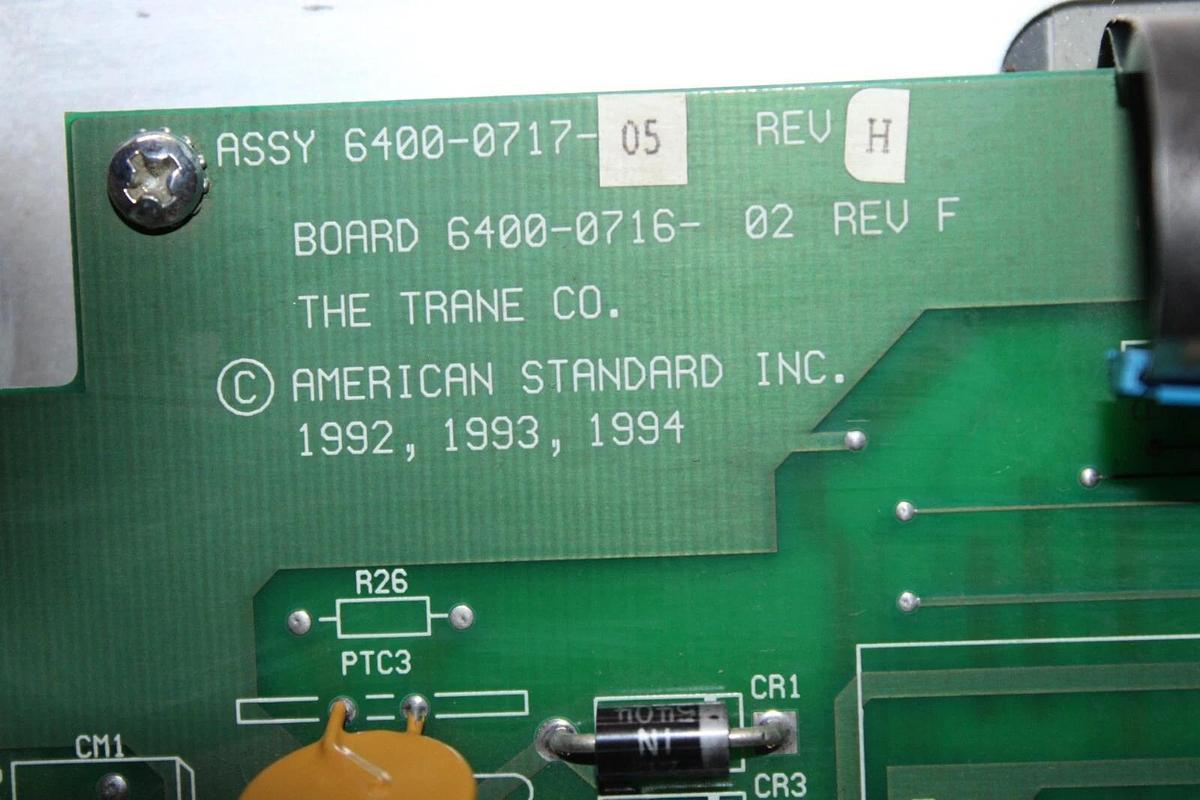 ASSY 6400-0717-05 REV H
BOARD 6400-0716- 02 REV F
THE TRANE CO.
© AMERICAN STANDARD INC.
1992, 1993, 1994
R26
PTC3
CR1
CM1
CR3